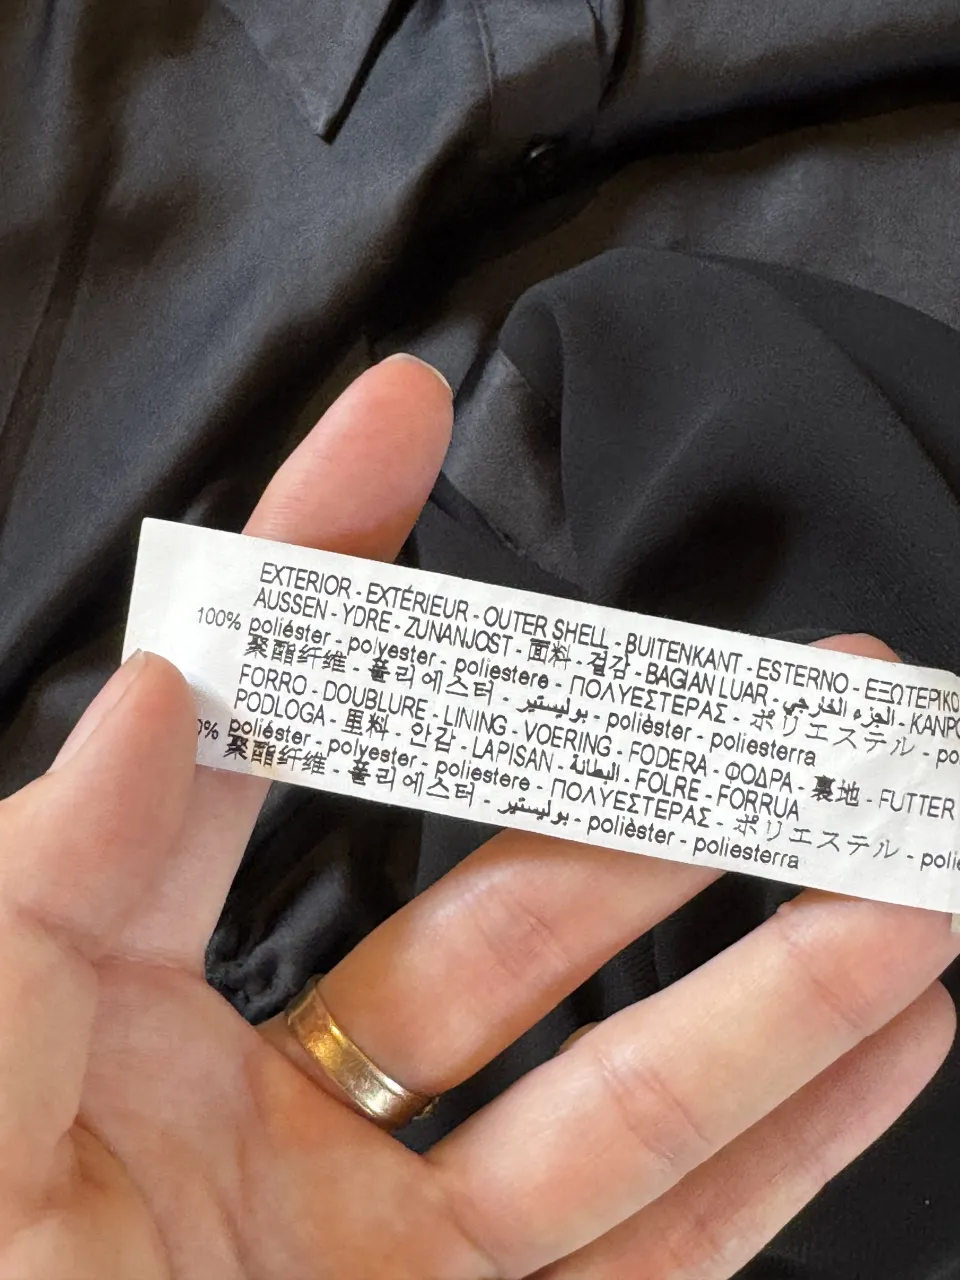 EXTERIOR - EXTÉRIEUR - OUTER SHELL - BUITENKANT - ESTERNO - ΕΞΩΤΕΡΙΚΟ
AUSSEN - YDRE - ZUNANJOST - 面料 - 겉감 - BAGIAN LUAR - الجزء الخارجي - KANPO
100% poliéster - polyester - poliestere - ΠΟΛΥΕΣΤΕΡΑΣ - ポリエステル - pol
聚酯纤维 - 폴리에스터 - بوليستير - polièster - poliesterra
FORRO - DOUBLURE - LINING - VOERING - FODERA - ΦΟΔΡΑ - 裏地 - FUTTER
PODLOGA - 里料 - 안감 - LAPISAN - البطانة - FOLRE - FORRUA
0% poliéster - polyester - poliestere - ΠΟΛΥΕΣΤΕΡΑΣ - ポリエステル - polie
聚酯纤维 - 폴리에스터 - بوليستير - polièster - poliesterra